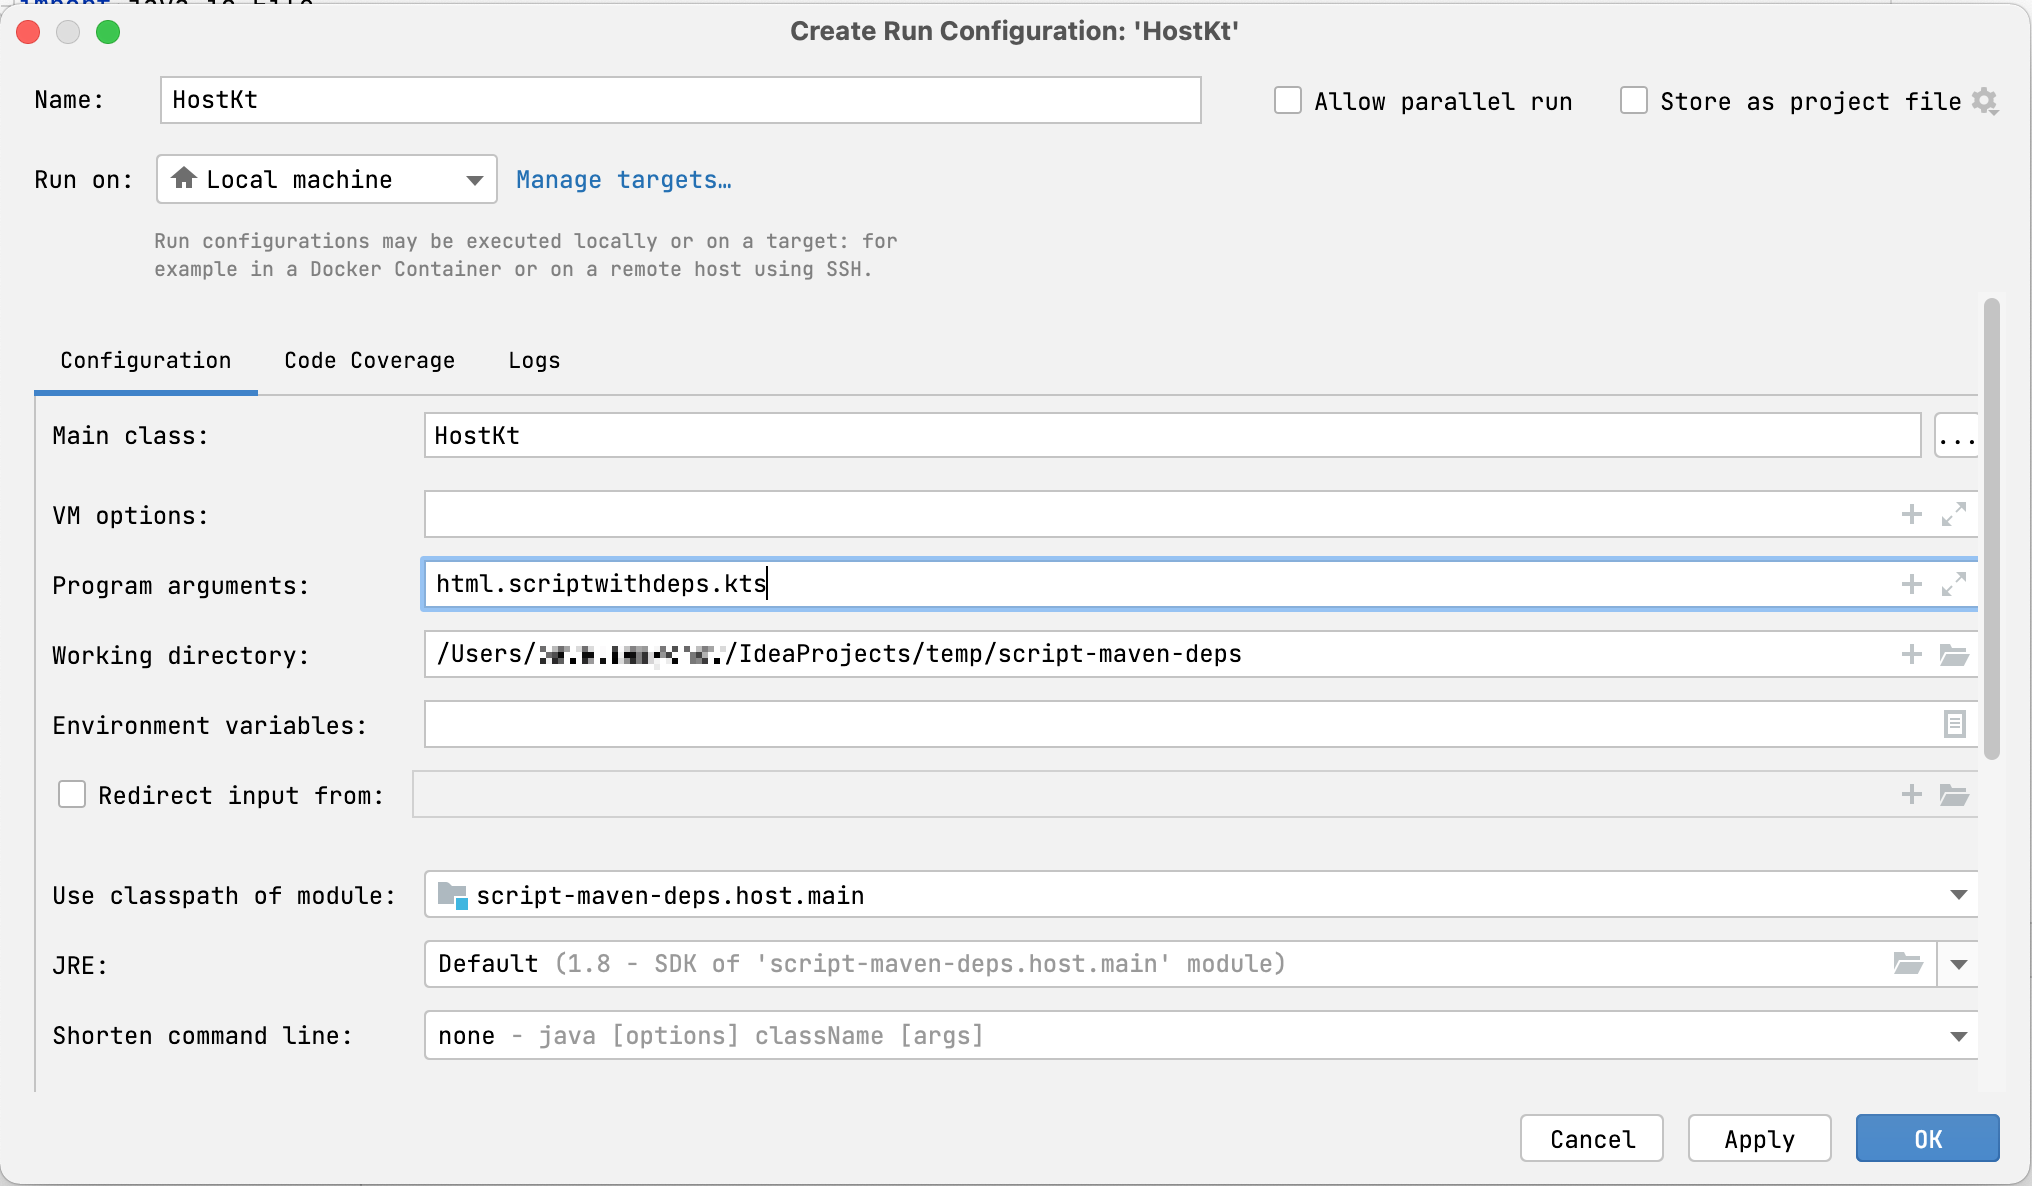 import java.io.File
Create Run Configuration: 'HostKt'
Name: HostKt Allow parallel run Store as project file
Run on: Local machine Manage targets…
Run configurations may be executed locally or on a target: for
example in a Docker Container or on a remote host using SSH.
Configuration Code Coverage Logs
Main class: HostKt ...
VM options:
Program arguments: html.scriptwithdeps.kts
Working directory: /Users/ /IdeaProjects/temp/script-maven-deps
Environment variables:
Redirect input from:
Use classpath of module: script-maven-deps.host.main
JRE: Default (1.8 - SDK of 'script-maven-deps.host.main' module)
Shorten command line: none - java [options] className [args]
Cancel Apply OK